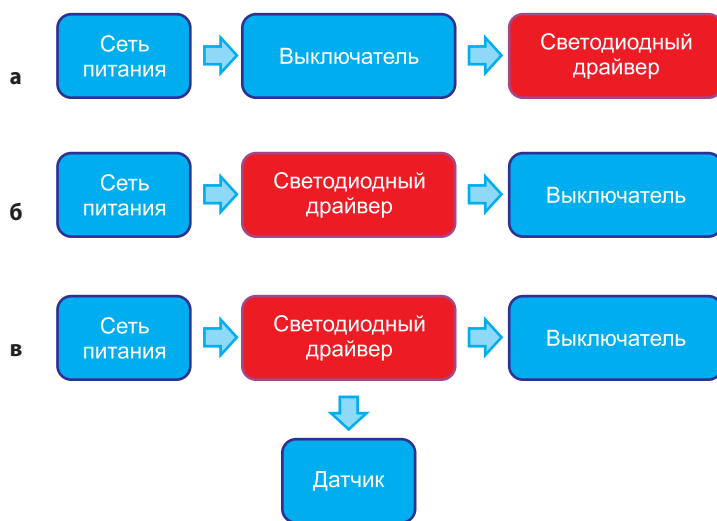 Сеть
питания
Выключатель
Светодиодный
драйвер
а
Сеть
питания
Светодиодный
драйвер
Выключатель
б
Сеть
питания
Светодиодный
драйвер
Выключатель
в
Датчик